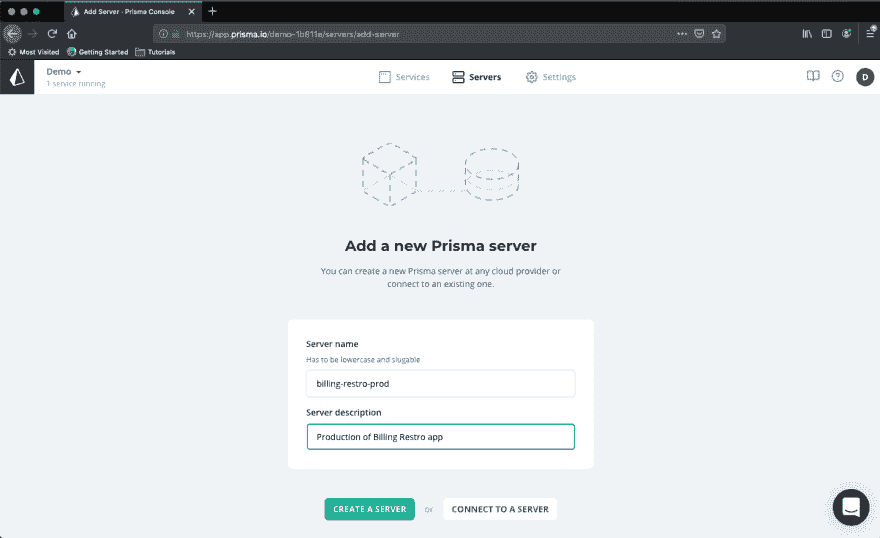 Add Server - Prisma Console
https://app.prisma.io/demo-1b811e/servers/add-server
Most Visited Getting Started Tutorials
Demo
1 service running
Services Servers Settings
D
Add a new Prisma server
You can create a new Prisma server at any cloud provider or
connect to an existing one.
Server name
Has to be lowercase and slugable
billing-restro-prod
Server description
Production of Billing Restro app
CREATE A SERVER or CONNECT TO A SERVER